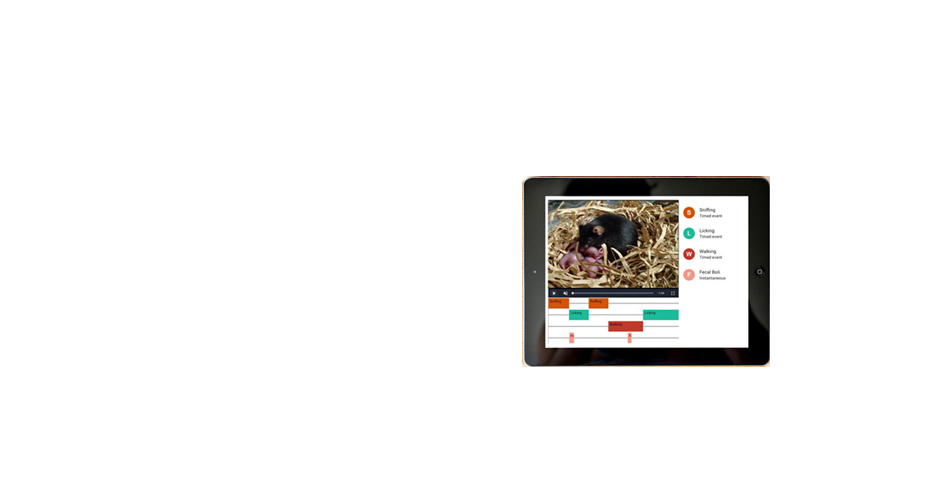 S
Sniffing
Timed event
L
Licking
Timed event
W
Walking
Timed event
F
Fecal Boli
Instantaneous
Sniffing
Sniffing
Licking
Licking
Walking